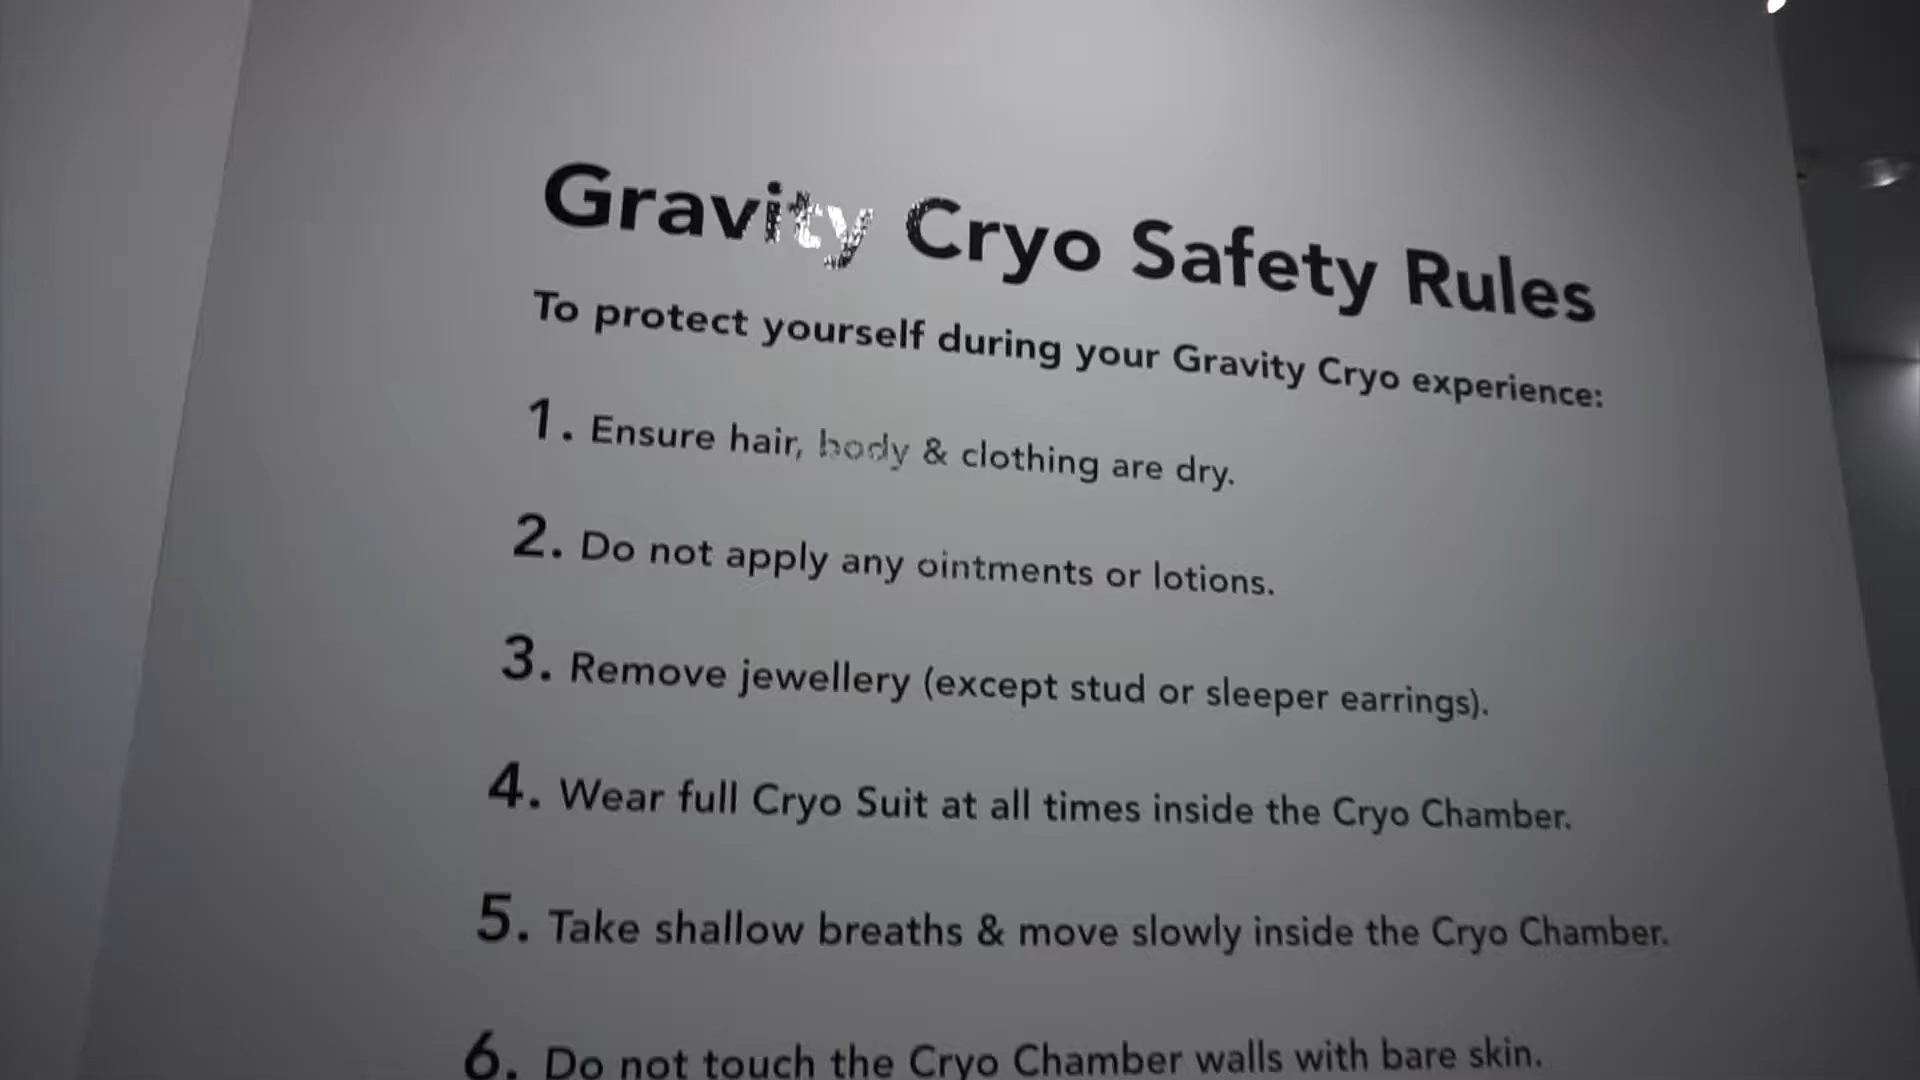 Gravity Cryo Safety Rules
To protect yourself during your Gravity Cryo experience:
1. Ensure hair, body & clothing are dry.
2. Do not apply any ointments or lotions.
3. Remove jewellery (except stud or sleeper earrings).
4. Wear full Cryo Suit at all times inside the Cryo Chamber.
5. Take shallow breaths & move slowly inside the Cryo Chamber.
6. Do not touch the Cryo Chamber walls with bare skin.